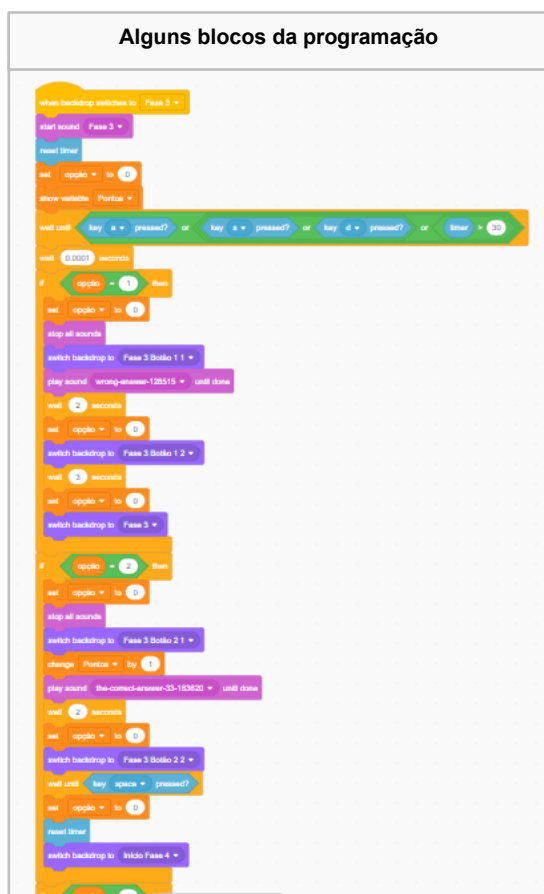 Alguns blocos da programação
when backdrop switches to Fase 3
start sound Fase 3
reset timer
set opção to 0
show variable Pontos
wait until key a pressed? or key s pressed? or key d pressed? or timer > 30
wait 0.0001 seconds
if opção = 1 then
set opção to 0
stop all sounds
switch backdrop to Fase 3 Botão 1 1
play sound wrong-answer-126515 until done
wait 2 seconds
set opção to 0
switch backdrop to Fase 3 Botão 1 2
wait 3 seconds
set opção to 0
switch backdrop to Fase 3
if opção = 2 then
set opção to 0
stop all sounds
switch backdrop to Fase 3 Botão 2 1
change Pontos by 1
play sound the-correct-answer-33-183620 until done
wait 2 seconds
set opção to 0
switch backdrop to Fase 3 Botão 2 2
wait until key space pressed?
set opção to 0
reset timer
switch backdrop to Início Fase 4